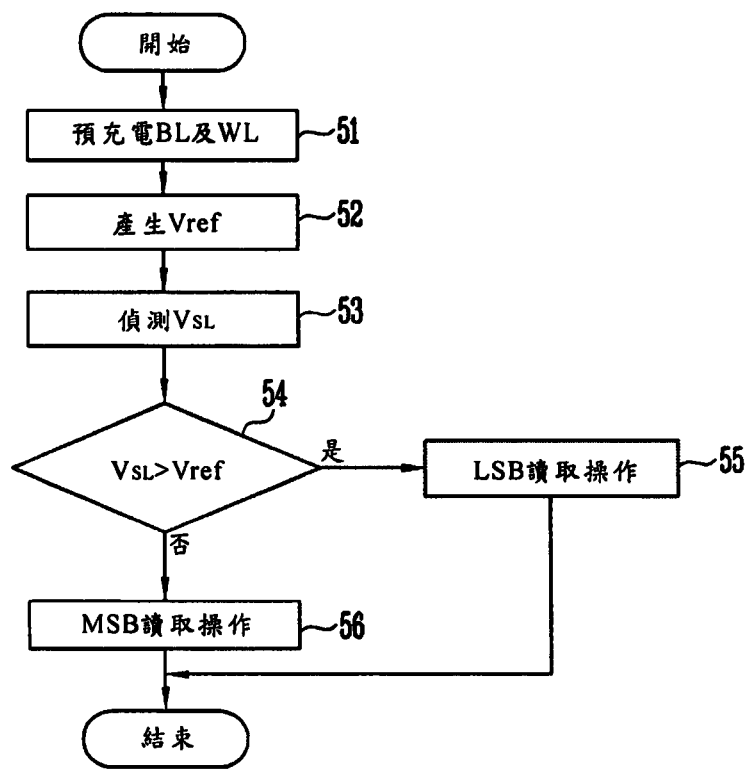 開始
預充電BL及WL
51
產生Vref
52
偵測VSL
53
54
VSL>Vref
是
LSB讀取操作
55
否
MSB讀取操作
56
結束